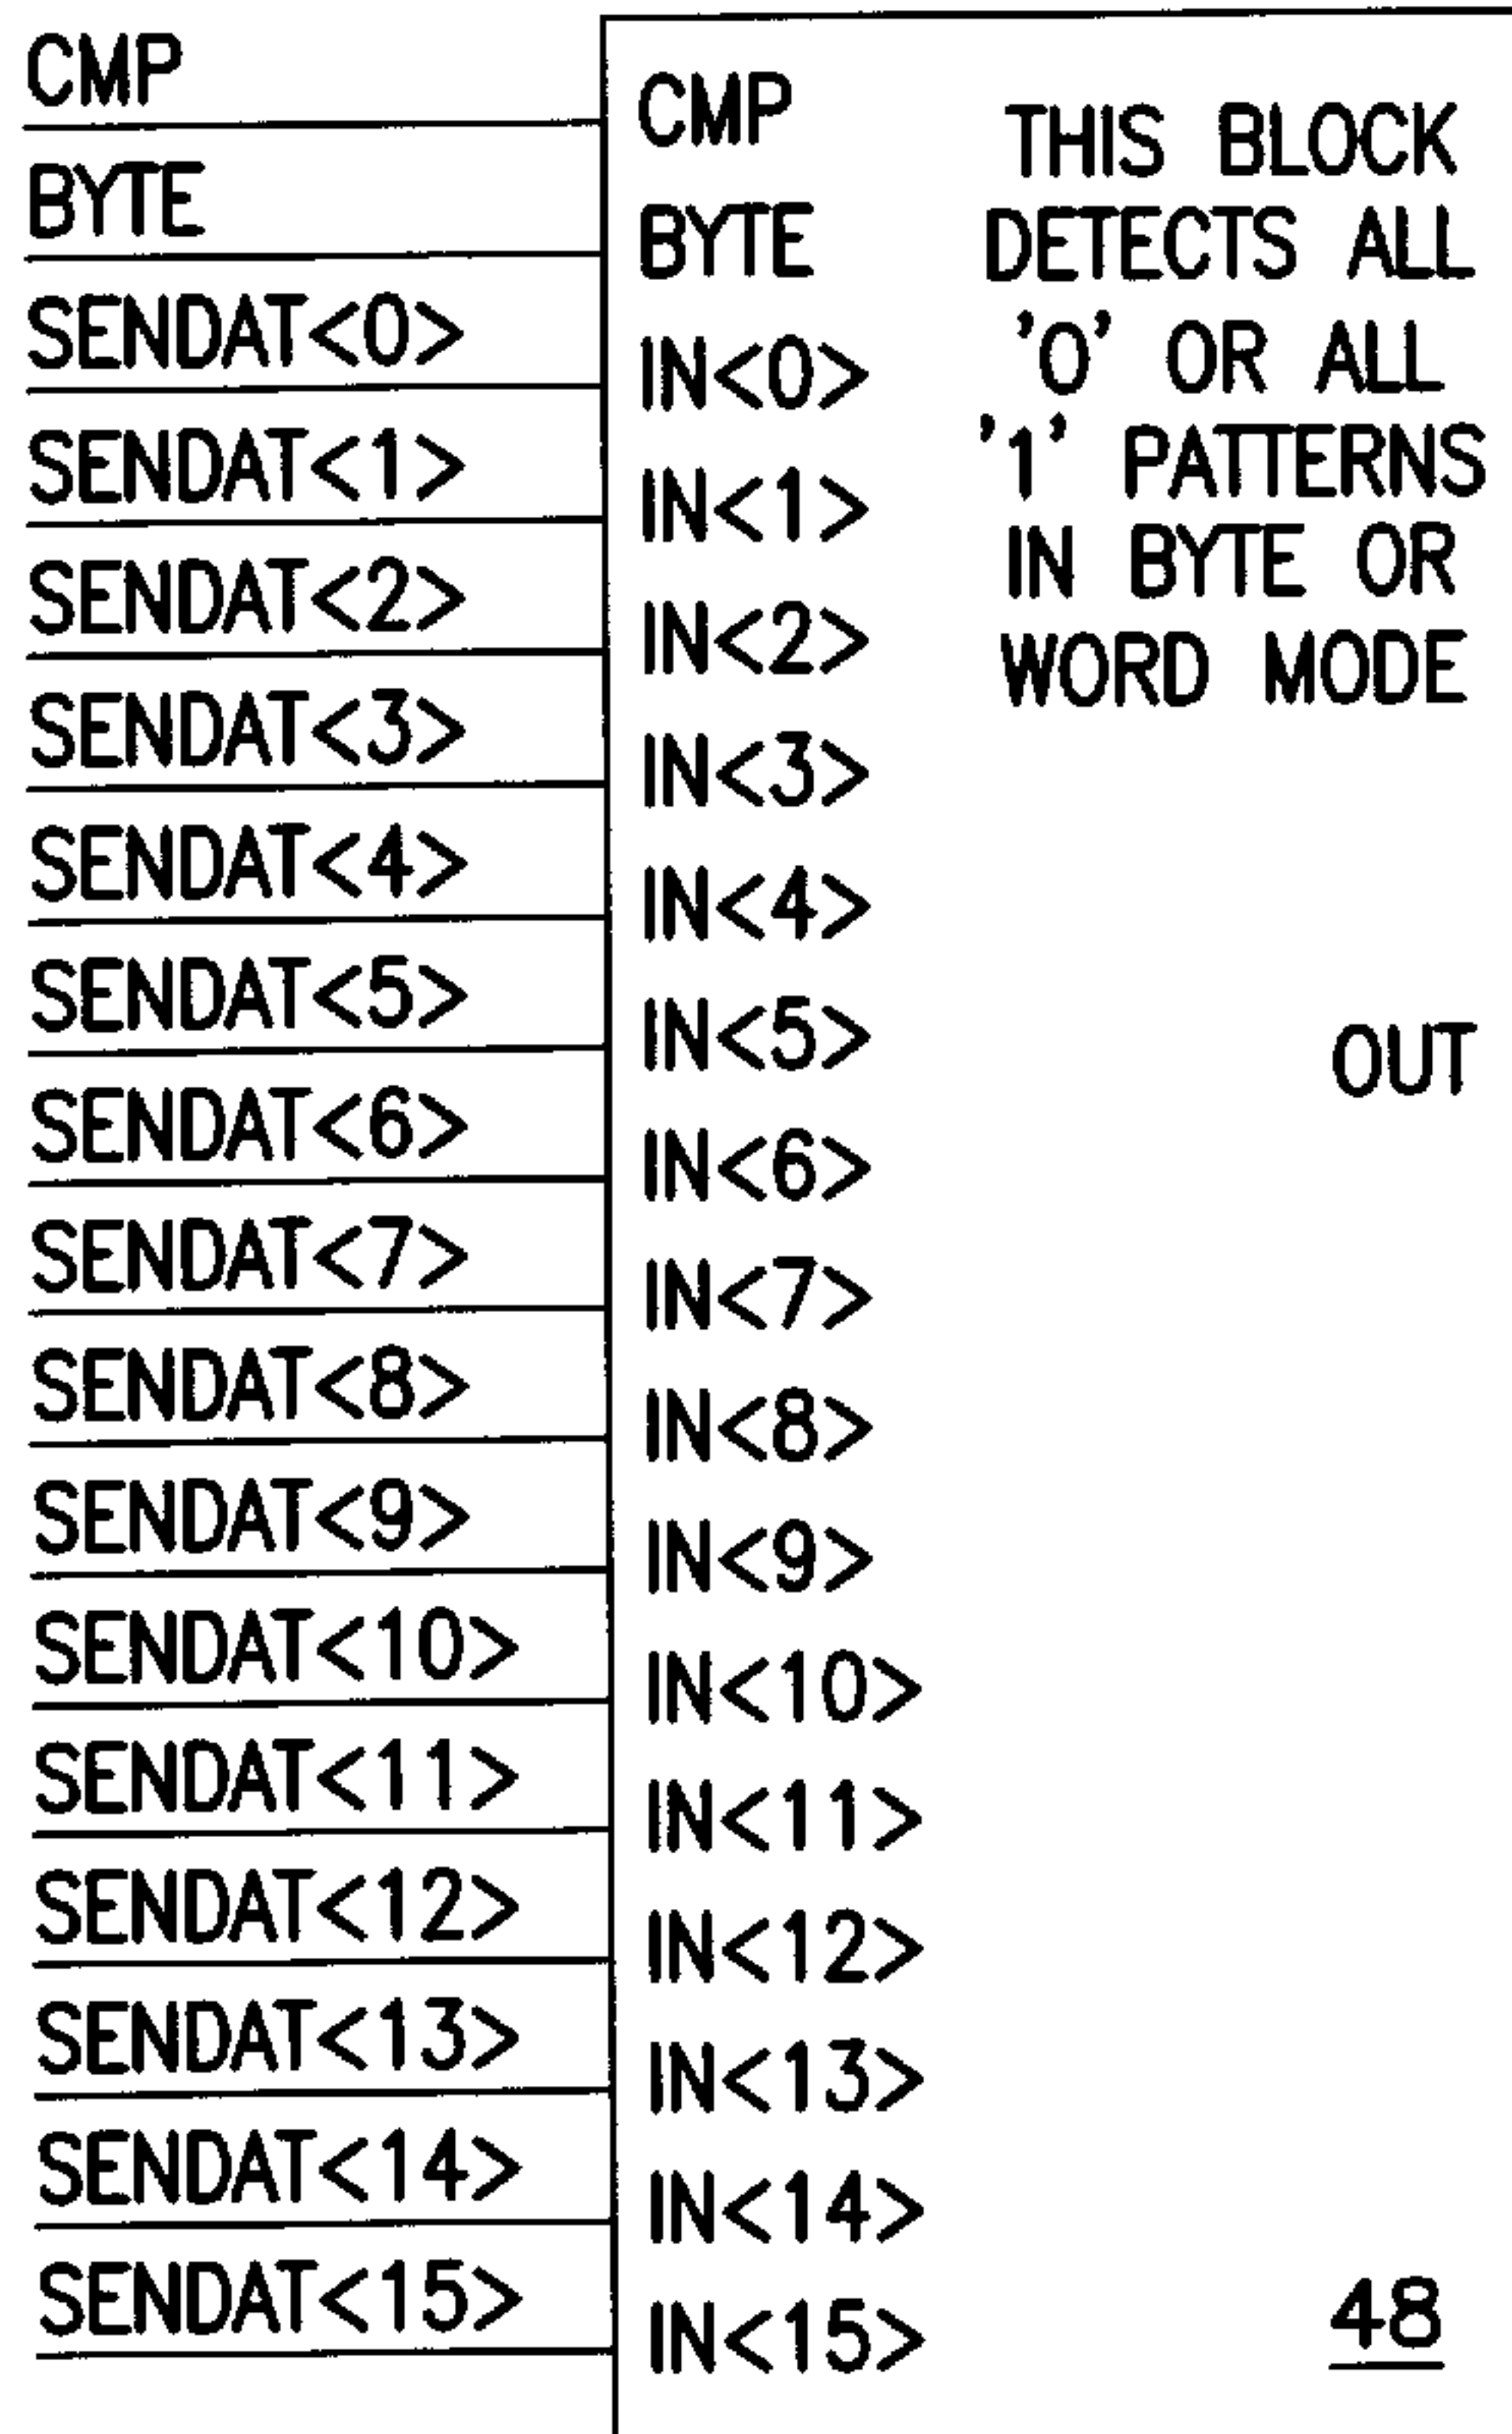 CMP
BYTE
SENDAT<0>
SENDAT<1>
SENDAT<2>
SENDAT<3>
SENDAT<4>
SENDAT<5>
SENDAT<6>
SENDAT<7>
SENDAT<8>
SENDAT<9>
SENDAT<10>
SENDAT<11>
SENDAT<12>
SENDAT<13>
SENDAT<14>
SENDAT<15>
CMP
BYTE
IN<0>
IN<1>
IN<2>
IN<3>
IN<4>
IN<5>
IN<6>
IN<7>
IN<8>
IN<9>
IN<10>
IN<11>
IN<12>
IN<13>
IN<14>
IN<15>
THIS BLOCK
DETECTS ALL
'0' OR ALL
'1' PATTERNS
IN BYTE OR
WORD MODE
OUT
48